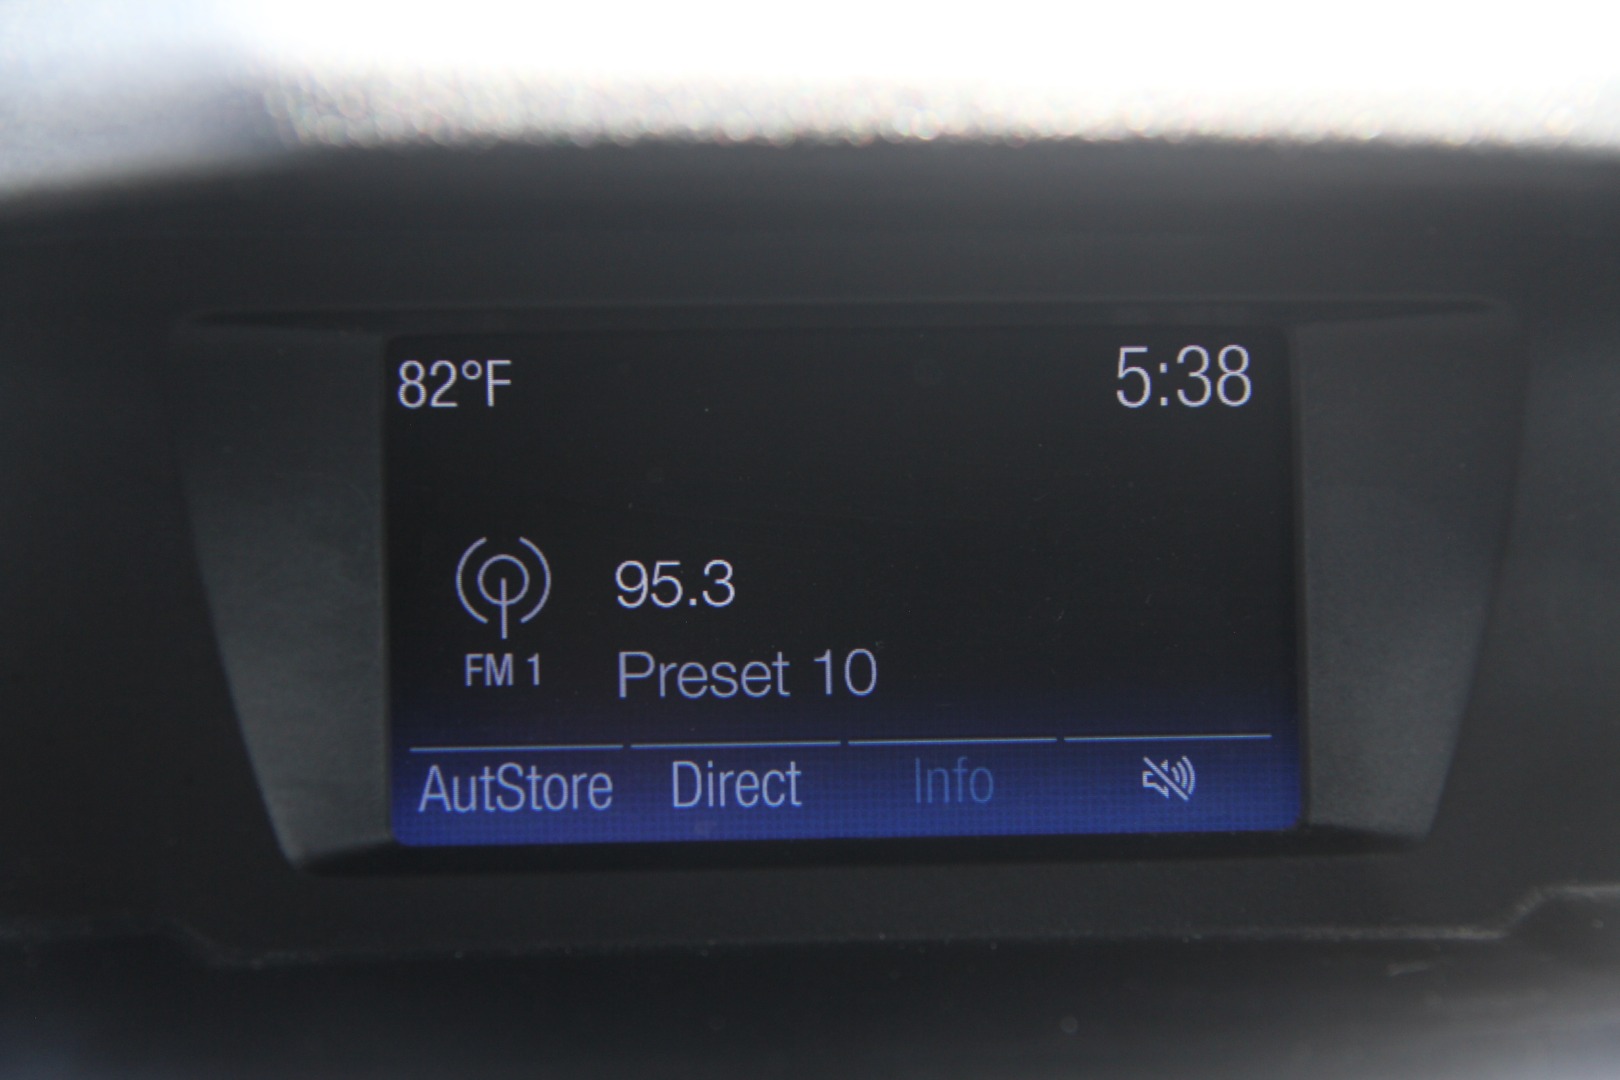 82°F 5:38
95.3
FM 1 Preset 10
AutStore Direct Info